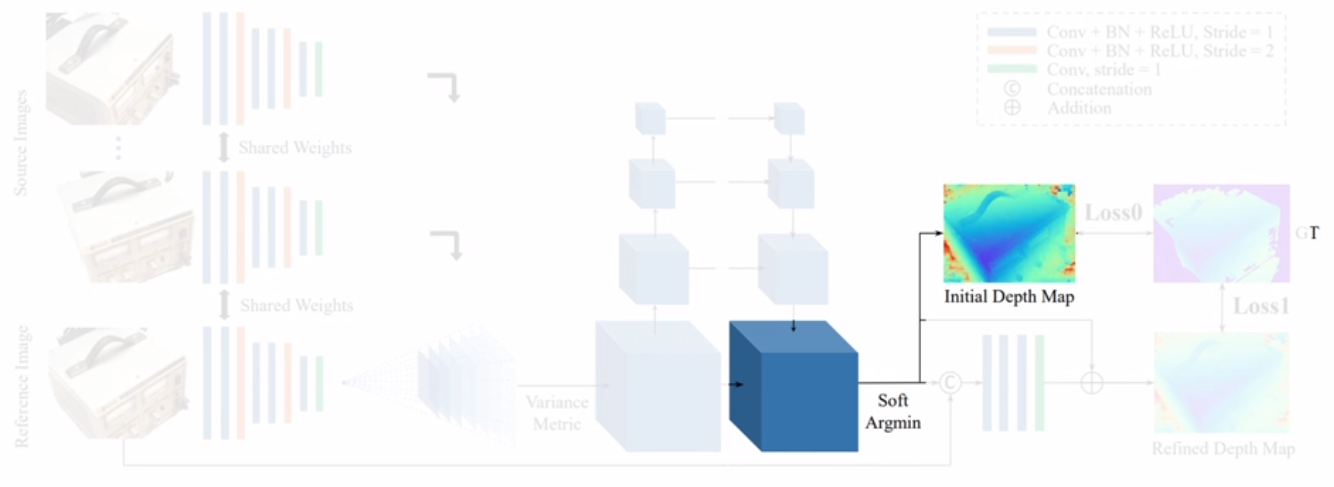 Source Images
Reference Image
Shared Weights
Shared Weights
Variance
Metric
Soft
Argmin
Initial Depth Map
Loss0
GT
Loss1
Refined Depth Map
Conv + BN + ReLU, Stride = 1
Conv + BN + ReLU, Stride = 2
Conv, stride = 1
C Concatenation
Addition
C